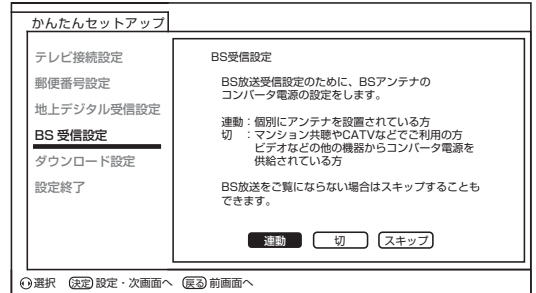 かんたんセットアップ
テレビ接続設定
郵便番号設定
地上デジタル受信設定
BS 受信設定
ダウンロード設定
設定終了
BS受信設定
BS放送受信設定のために、BSアンテナの
コンバータ電源の設定をします。
連動：個別にアンテナを設置されている方
切　：マンション共聴やCATVなどでご利用の方
ビデオなどの他の機器からコンバータ電源を
供給されている方
BS放送をご覧にならない場合はスキップすることも
できます。
連動　切　スキップ
選択　決定 設定・次画面へ　戻る 前画面へ